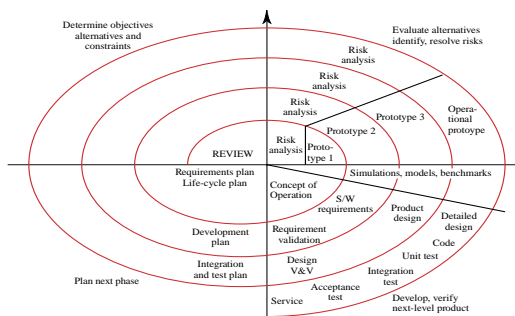 Determine objectives
alternatives and
constraints
Evaluate alternatives
identify, resolve risks
Risk
analysis
Risk
analysis
Risk
analysis
Risk
analysis
Proto-
type 1
Prototype 2
Prototype 3
Opera-
tional
protoype
REVIEW
Requirements plan
Life-cycle plan
Simulations, models, benchmarks
Concept of
Operation
S/W
requirements
Product
design
Detailed
design
Development
plan
Requirement
validation
Code
Unit test
Integration
and test plan
Design
V&V
Integration
test
Plan next phase
Acceptance
test
Service
Develop, verify
next-level product